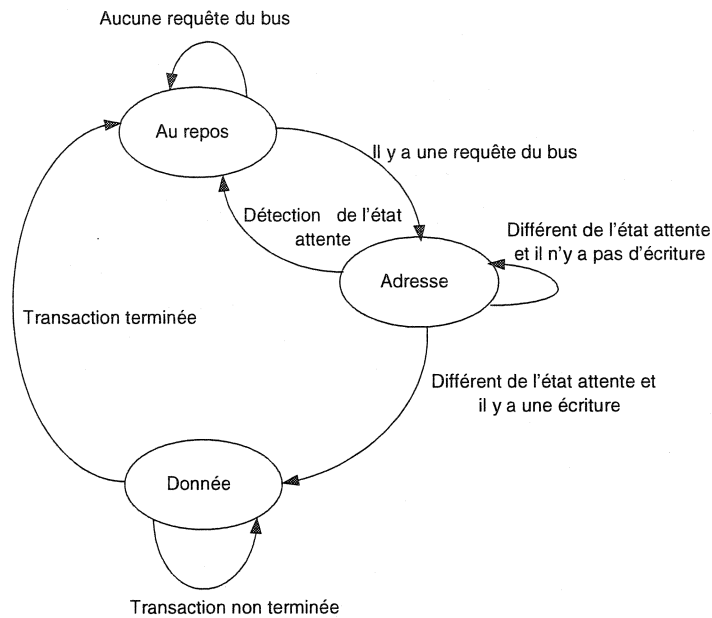 Aucune requête du bus
Au repos
Il y a une requête du bus
Détection de l'état
attente
Différent de l'état attente
et il n'y a pas d'écriture
Adresse
Transaction terminée
Différent de l'état attente et
il y a une écriture
Donnée
Transaction non terminée